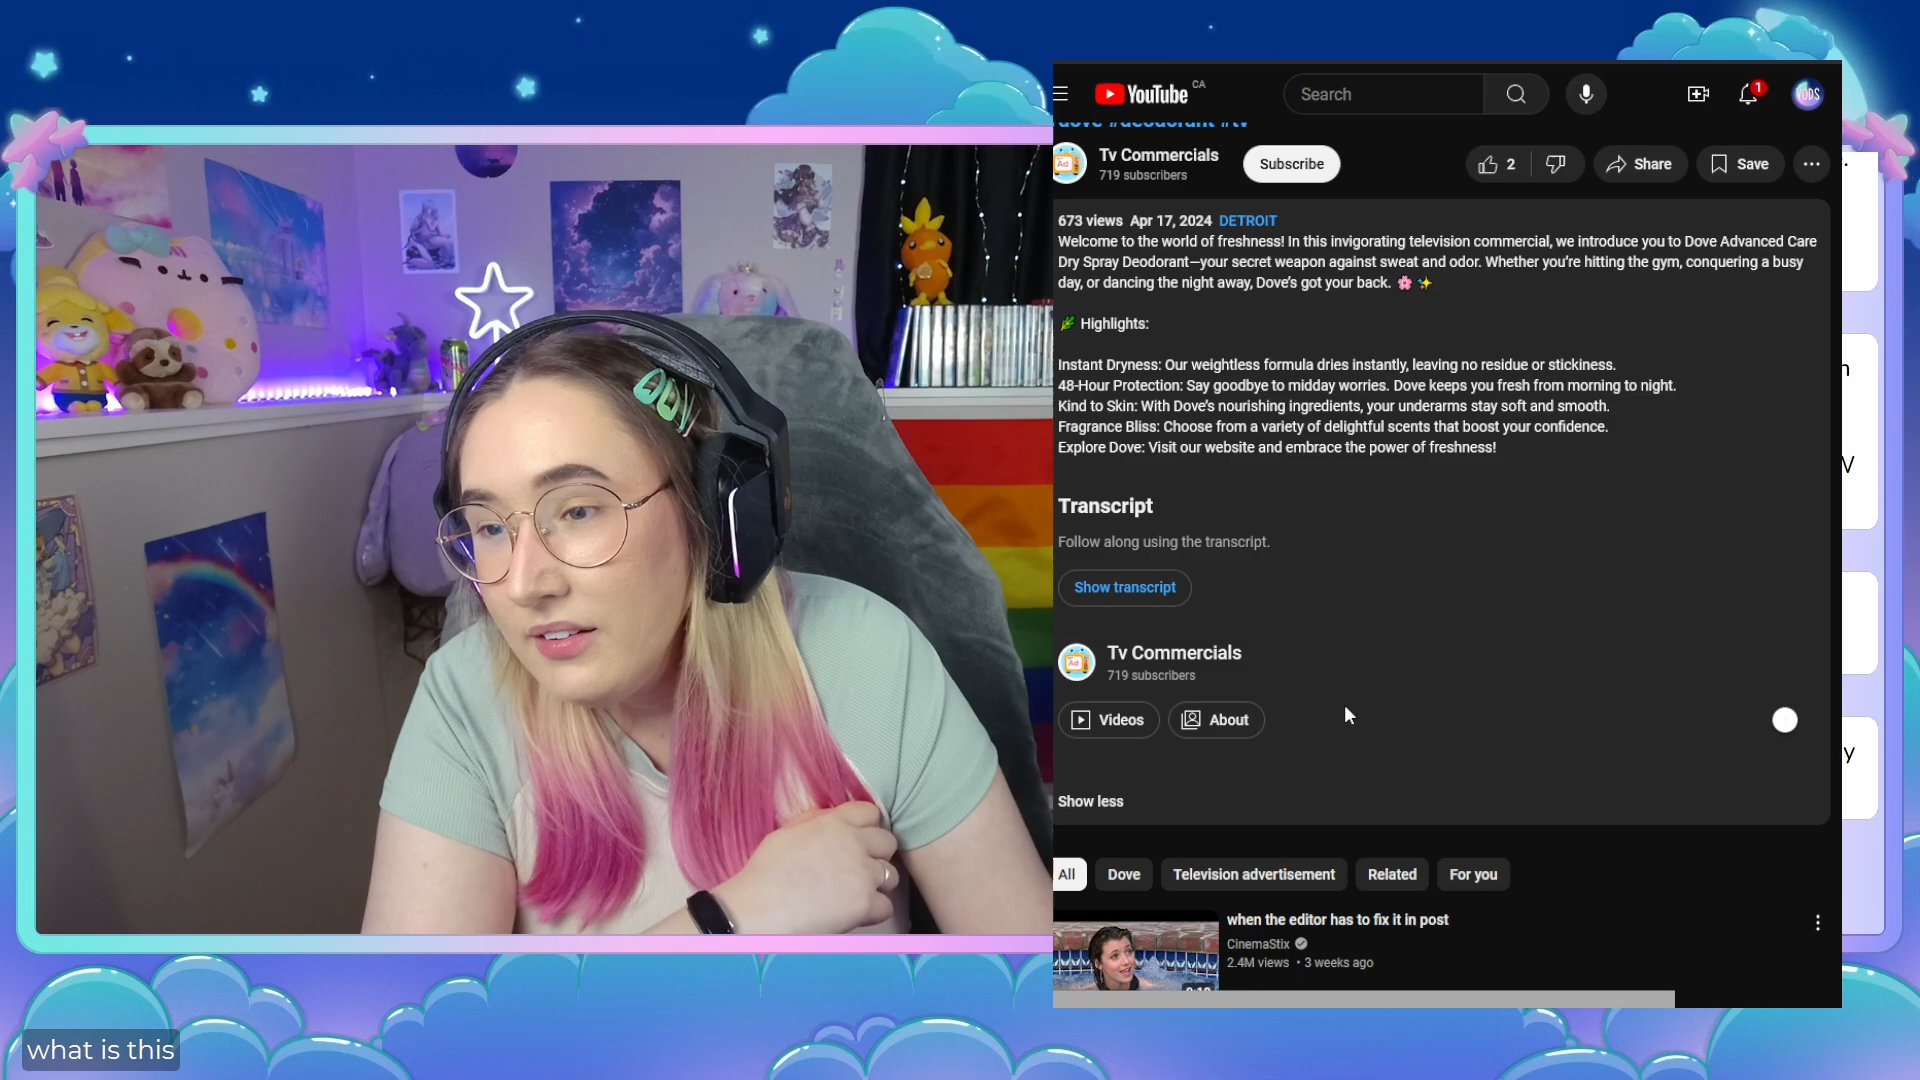 YouTube CA
Search
1
VODS
dove #deodorant #tv
Ad
Tv Commercials
719 subscribers
Subscribe
2
Share
Save
673 views Apr 17, 2024 DETROIT
Welcome to the world of freshness! In this invigorating television commercial, we introduce you to Dove Advanced Care
Dry Spray Deodorant—your secret weapon against sweat and odor. Whether you're hitting the gym, conquering a busy
day, or dancing the night away, Dove's got your back. 🌸 ✨
🌿 Highlights:
Instant Dryness: Our weightless formula dries instantly, leaving no residue or stickiness.
48-Hour Protection: Say goodbye to midday worries. Dove keeps you fresh from morning to night.
Kind to Skin: With Dove's nourishing ingredients, your underarms stay soft and smooth.
Fragrance Bliss: Choose from a variety of delightful scents that boost your confidence.
Explore Dove: Visit our website and embrace the power of freshness!
Transcript
Follow along using the transcript.
Show transcript
Ad
Tv Commercials
719 subscribers
Videos
About
Show less
All
Dove
Television advertisement
Related
For you
when the editor has to fix it in post
CinemaStix
2.4M views • 3 weeks ago
what is this